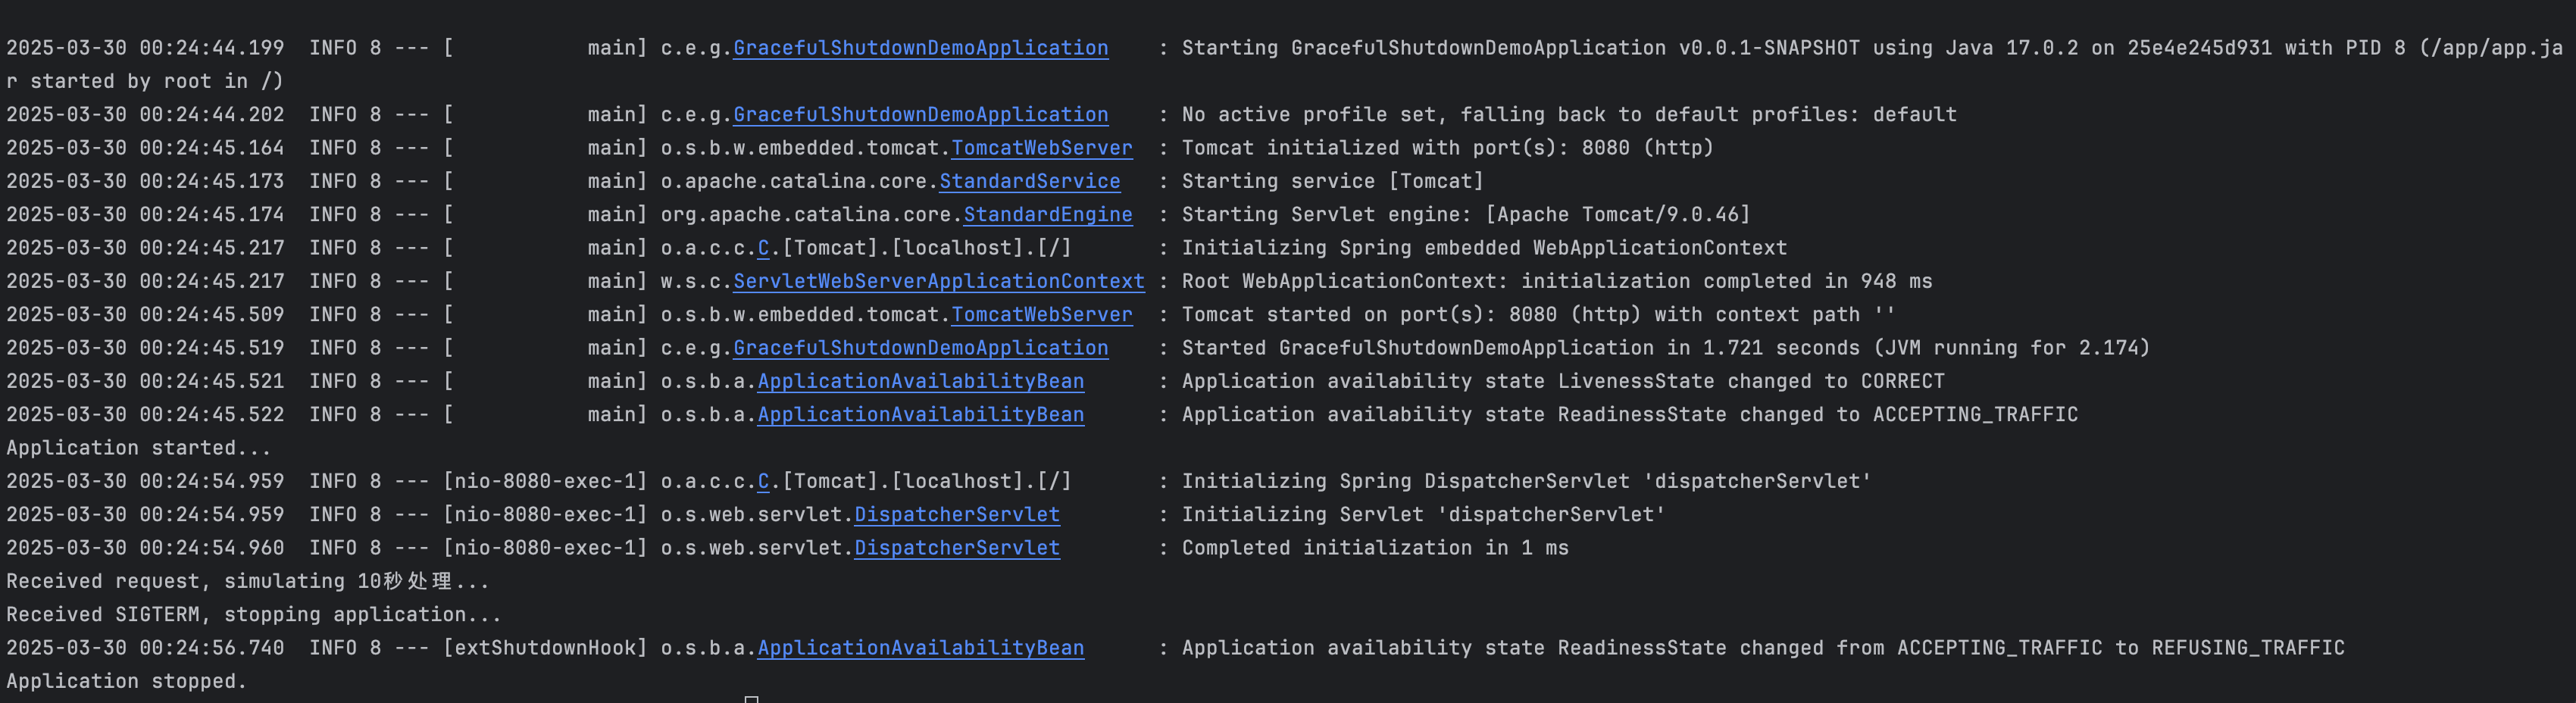 2025-03-30 00:24:44.199  INFO 8 --- [           main] c.e.g.GracefulShutdownDemoApplication    : Starting GracefulShutdownDemoApplication v0.0.1-SNAPSHOT using Java 17.0.2 on 25e4e245d931 with PID 8 (/app/app.ja
r started by root in /)
2025-03-30 00:24:44.202  INFO 8 --- [           main] c.e.g.GracefulShutdownDemoApplication    : No active profile set, falling back to default profiles: default
2025-03-30 00:24:45.164  INFO 8 --- [           main] o.s.b.w.embedded.tomcat.TomcatWebServer  : Tomcat initialized with port(s): 8080 (http)
2025-03-30 00:24:45.173  INFO 8 --- [           main] o.apache.catalina.core.StandardService   : Starting service [Tomcat]
2025-03-30 00:24:45.174  INFO 8 --- [           main] org.apache.catalina.core.StandardEngine  : Starting Servlet engine: [Apache Tomcat/9.0.46]
2025-03-30 00:24:45.217  INFO 8 --- [           main] o.a.c.c.C.[Tomcat].[localhost].[/]       : Initializing Spring embedded WebApplicationContext
2025-03-30 00:24:45.217  INFO 8 --- [           main] w.s.c.ServletWebServerApplicationContext : Root WebApplicationContext: initialization completed in 948 ms
2025-03-30 00:24:45.509  INFO 8 --- [           main] o.s.b.w.embedded.tomcat.TomcatWebServer  : Tomcat started on port(s): 8080 (http) with context path ''
2025-03-30 00:24:45.519  INFO 8 --- [           main] c.e.g.GracefulShutdownDemoApplication    : Started GracefulShutdownDemoApplication in 1.721 seconds (JVM running for 2.174)
2025-03-30 00:24:45.521  INFO 8 --- [           main] o.s.b.a.ApplicationAvailabilityBean      : Application availability state LivenessState changed to CORRECT
2025-03-30 00:24:45.522  INFO 8 --- [           main] o.s.b.a.ApplicationAvailabilityBean      : Application availability state ReadinessState changed to ACCEPTING_TRAFFIC
Application started...
2025-03-30 00:24:54.959  INFO 8 --- [nio-8080-exec-1] o.a.c.c.C.[Tomcat].[localhost].[/]       : Initializing Spring DispatcherServlet 'dispatcherServlet'
2025-03-30 00:24:54.959  INFO 8 --- [nio-8080-exec-1] o.s.web.servlet.DispatcherServlet        : Initializing Servlet 'dispatcherServlet'
2025-03-30 00:24:54.960  INFO 8 --- [nio-8080-exec-1] o.s.web.servlet.DispatcherServlet        : Completed initialization in 1 ms
Received request, simulating 10秒处理...
Received SIGTERM, stopping application...
2025-03-30 00:24:56.740  INFO 8 --- [extShutdownHook] o.s.b.a.ApplicationAvailabilityBean      : Application availability state ReadinessState changed from ACCEPTING_TRAFFIC to REFUSING_TRAFFIC
Application stopped.